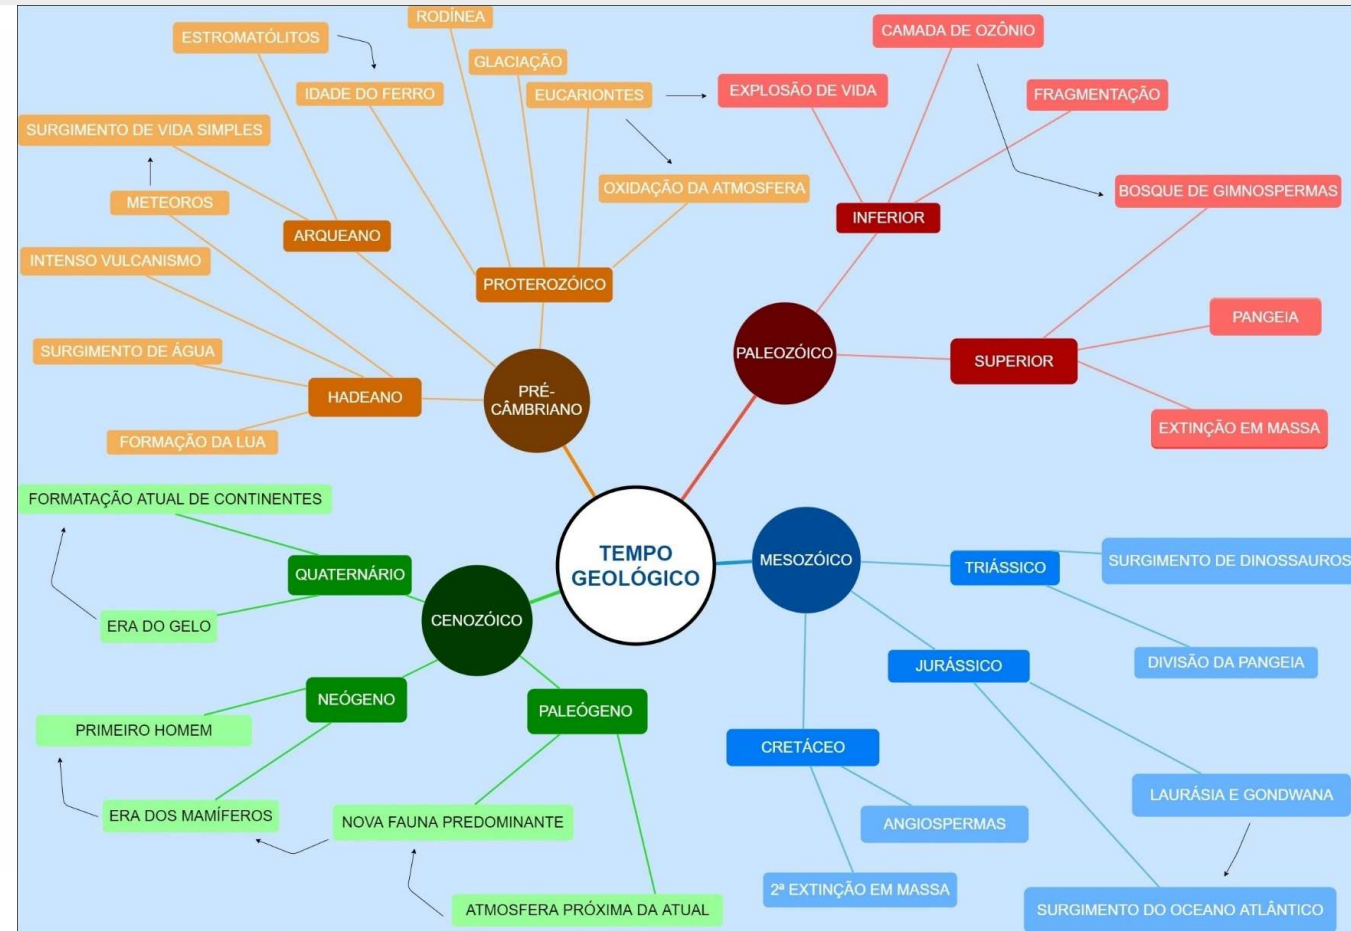 RODÍNEA
ESTROMATÓLITOS
CAMADA DE OZÔNIO
GLACIAÇÃO
IDADE DO FERRO
EUCARIONTES
EXPLOSÃO DE VIDA
FRAGMENTAÇÃO
SURGIMENTO DE VIDA SIMPLES
OXIDAÇÃO DA ATMOSFERA
BOSQUE DE GIMNOSPERMAS
METEOROS
INFERIOR
ARQUEANO
INTENSO VULCANISMO
PROTEROZÓICO
PANGEIA
SURGIMENTO DE ÁGUA
PALEOZÓICO
SUPERIOR
HADEANO
PRÉ-
CÂMBRIANO
FORMAÇÃO DA LUA
EXTINÇÃO EM MASSA
FORMATAÇÃO ATUAL DE CONTINENTES
TEMPO
GEOLÓGICO
MESOZÓICO
SURGIMENTO DE DINOSSAUROS
TRIÁSSICO
QUATERNÁRIO
CENOZÓICO
ERA DO GELO
DIVISÃO DA PANGEIA
JURÁSSICO
NEÓGENO
PALEÓGENO
PRIMEIRO HOMEM
CRETÁCEO
LAURÁSIA E GONDWANA
ERA DOS MAMÍFEROS
NOVA FAUNA PREDOMINANTE
ANGIOSPERMAS
2ª EXTINÇÃO EM MASSA
ATMOSFERA PRÓXIMA DA ATUAL
SURGIMENTO DO OCEANO ATLÂNTICO